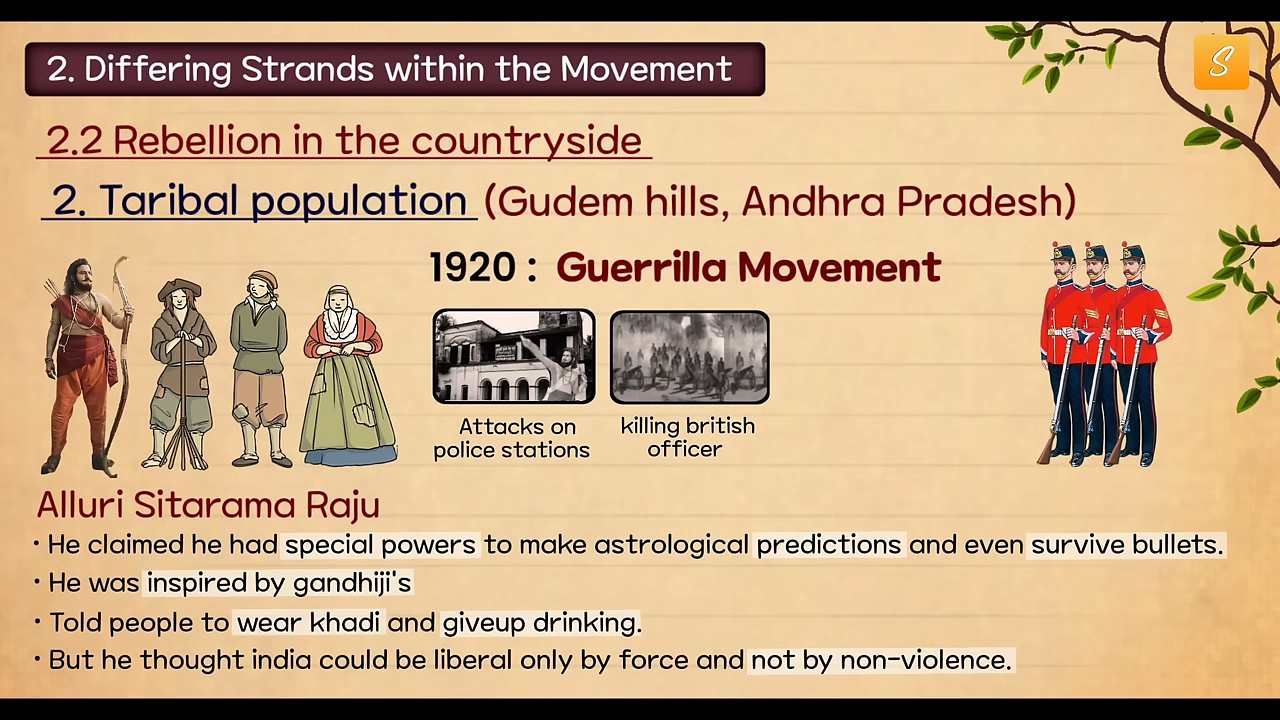 2. Differing Strands within the Movement
S
2.2 Rebellion in the countryside
2. Taribal population (Gudem hills, Andhra Pradesh)
1920 : Guerrilla Movement
Attacks on
police stations
killing british
officer
Alluri Sitarama Raju
• He claimed he had special powers to make astrological predictions and even survive bullets.
• He was inspired by gandhiji's
• Told people to wear khadi and giveup drinking.
• But he thought india could be liberal only by force and not by non-violence.